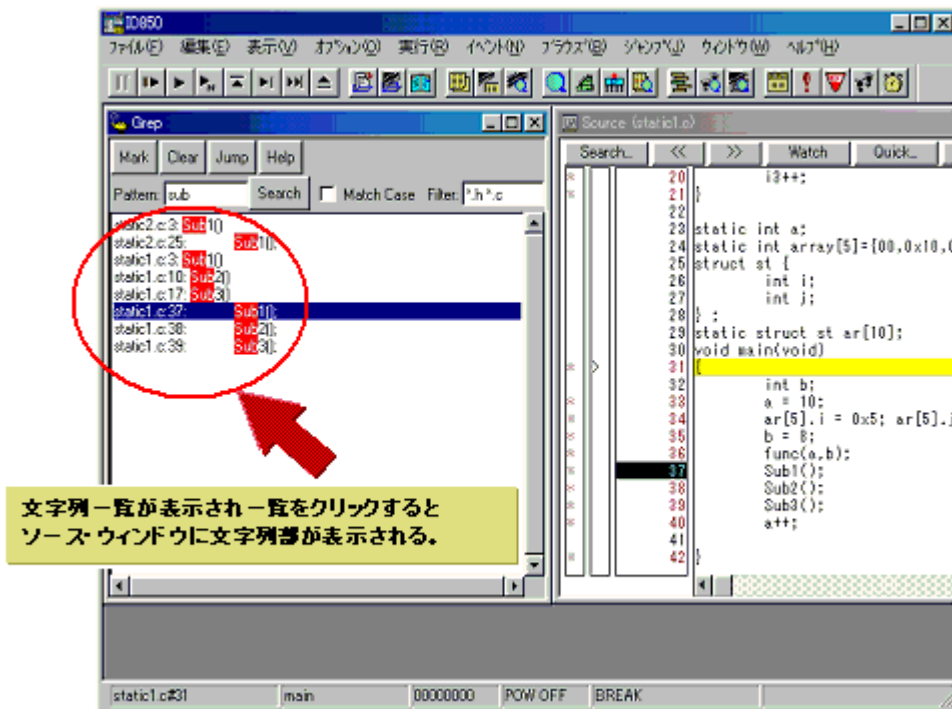 ID850
ファイル(F) 編集(E) 表示(V) オプション(O) 実行(R) イベント(N) ブラウズ(B) ジャンプ(J) ウィンドウ(W) ヘルプ(H)
Grep
Mark Clear Jump Help
Pattern: sub Search Match Case Filter: *.h *.c
static2.c:3: Sub1()
static2.c:25: Sub1();
static1.c:3: Sub1()
static1.c:10: Sub2()
static1.c:17: Sub3()
static1.c:37: Sub1();
static1.c:38: Sub2();
static1.c:39: Sub3();
文字列一覧が表示され一覧をクリックすると
ソース・ウィンドウに文字列部が表示される。
Source (static1.c)
Search... << >> Watch Quick...
20 i3++;
21 }
22
23 static int a;
24 static int array[5]={00,0x10,0
25 struct st {
26 int i;
27 int j;
28 } ;
29 static struct st ar[10];
30 void main(void)
31 {
32 int b;
33 a = 10;
34 ar[5].i = 0x5; ar[5].j
35 b = 8;
36 func(a,b);
37 Sub1();
38 Sub2();
39 Sub3();
40 a++;
41
42 }
static1.c#31 main 00000000 POW OFF BREAK